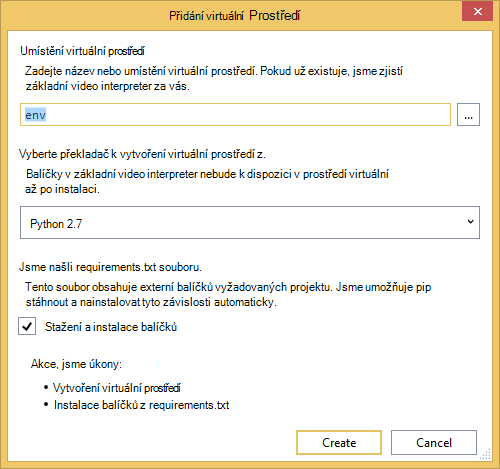 Přidání virtuální Prostředí
Umístění virtuální prostředí
Zadejte název nebo umístění virtuální prostředí. Pokud už existuje, jsme zjistí
základní video interpreter za vás.
env
...
Vyberte překladač k vytvoření virtuální prostředí z.
Balíčky v základní video interpreter nebude k dispozici v prostředí virtuální
až po instalaci.
Python 2.7
Jsme našli requirements.txt souboru.
Tento soubor obsahuje externí balíčků vyžadovaných projektu. Jsme umožňuje pip
stáhnout a nainstalovat tyto závislosti automaticky.
Stažení a instalace balíčků
Akce, jsme úkony:
• Vytvoření virtuální prostředí
• Instalace balíčků z requirements.txt
Create
Cancel